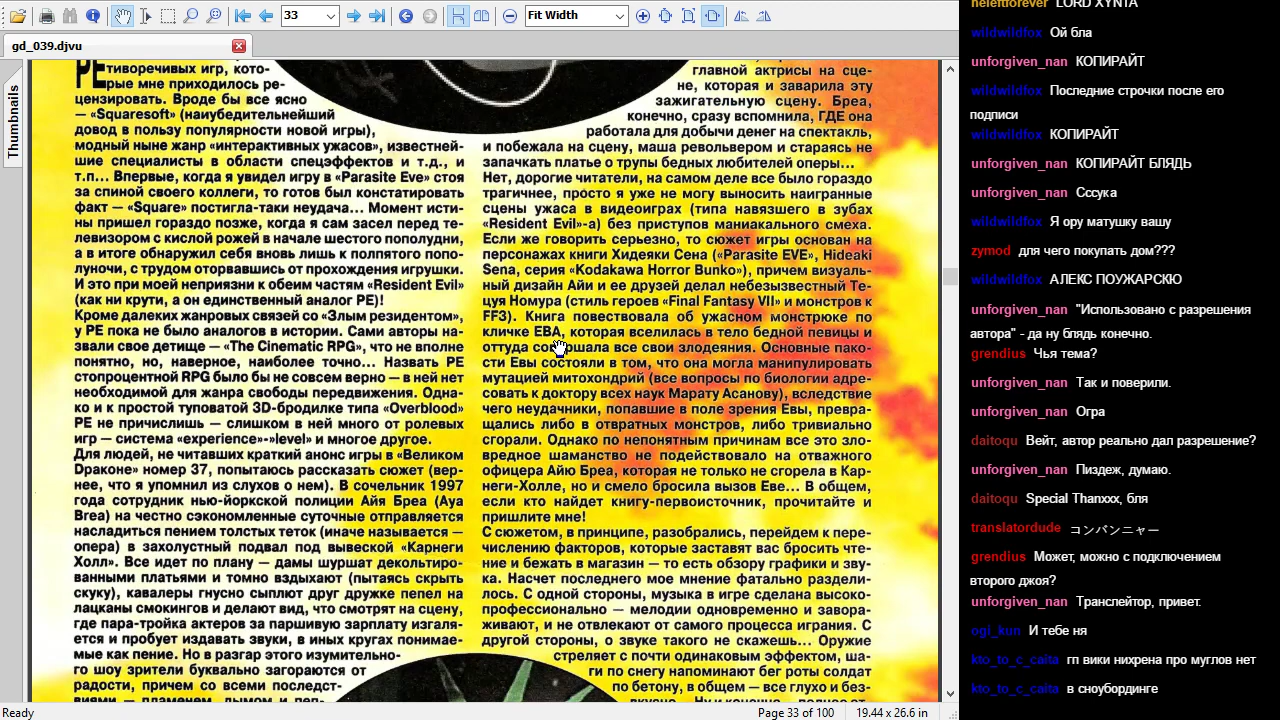 33
Fit Width
gd_039.djvu
Thumbnails
РЕ
тиворечивых игр, кото-
рые мне приходилось ре-
цензировать. Вроде бы все ясно
— «Squaresoft» (наиубедительнейший
довод в пользу популярности новой игры),
модный ныне жанр «интерактивных ужасов», известней-
шие специалисты в области спецэффектов и т.д., и
т.п... Впервые, когда я увидел игру в «Parasite Eve» стоя
за спиной своего коллеги, то готов был констатировать
факт — «Square» постигла-таки неудача... Момент исти-
ны пришел гораздо позже, когда я сам засел перед те-
левизором с кислой рожей в начале шестого пополудни,
а в итоге обнаружил себя вновь лишь к полпятого попо-
луночи, с трудом оторвавшись от прохождения игрушки.
И это при моей неприязни к обеим частям «Resident Evil»
(как ни крути, а он единственный аналог РЕ)!
Кроме далеких жанровых связей со «Злым резидентом»,
у РЕ пока не было аналогов в истории. Сами авторы на-
звали свое детище — «The Cinematic RPG», что не вполне
понятно, но, наверное, наиболее точно... Назвать РЕ
стопроцентной RPG было бы не совсем верно — в ней нет
необходимой для жанра свободы передвижения. Одна-
ко и к простой туповатой 3D-бродилке типа «Overblood»
РЕ не причислишь — слишком в ней много от ролевых
игр — система «experience»-»level» и многое другое.
Для людей, не читавших краткий анонс игры в «Великом
Драконе» номер 37, попытаюсь рассказать сюжет (вер-
нее, что я упомнил из слухов о нем). В сочельник 1997
года сотрудник нью-йоркской полиции Айя Бреа (Aya
Brea) на честно сэкономленные суточные отправляется
насладиться пением толстых теток (иначе называется —
опера) в захолустный подвал под вывеской «Карнеги
Холл». Все идет по плану — дамы шуршат декольтиро-
ванными платьями и томно вздыхают (пытаясь скрыть
скуку), кавалеры гнусно сыплют друг дружке пепел на
лацканы смокингов и делают вид, что смотрят на сцену,
где пара-тройка актеров за паршивую зарплату изгаля-
ется и пробует издавать звуки, в иных кругах понимае-
мые как пение. Но в разгар этого изумительно-
го шоу зрители буквально загораются от
радости, причем со всеми последст-
виями — пламенем, дымом и пеп-
главной актрисы на сце-
не, которая и заварила эту
зажигательную сцену. Бреа,
конечно, сразу вспомнила, ГДЕ она
работала для добычи денег на спектакль,
и побежала на сцену, маша револьвером и стараясь не
запачкать платье о трупы бедных любителей оперы...
Нет, дорогие читатели, на самом деле все было гораздо
трагичнее, просто я уже не могу выносить наигранные
сцены ужаса в видеоиграх (типа навязшего в зубах
«Resident Evil»-а) без приступов маниакального смеха.
Если же говорить серьезно, то сюжет игры основан на
персонажах книги Хидеяки Сена («Parasite EVE», Hideaki
Sena, серия «Kodakawa Horror Bunko»), причем визуаль-
ный дизайн Айи и ее друзей делал небезызвестный Те-
цуя Номура (стиль героев «Final Fantasy VII» и монстров к
FF3). Книга повествовала об ужасном монстрюке по
кличке ЕВА, которая вселилась в тело бедной певицы и
оттуда совершала все свои злодеяния. Основные пако-
сти Евы состояли в том, что она могла манипулировать
мутацией митохондрий (все вопросы по биологии адре-
совать к доктору всех наук Марату Асанову), вследствие
чего неудачники, попавшие в поле зрения Евы, превра-
щались либо в отвратных монстров, либо тривиально
сгорали. Однако по непонятным причинам все это зло-
вредное шаманство не подействовало на отважного
офицера Айю Бреа, которая не только не сгорела в Кар-
неги-Холле, но и смело бросила вызов Еве... В общем,
если кто найдет книгу-первоисточник, прочитайте и
пришлите мне!
С сюжетом, в принципе, разобрались, перейдем к пере-
числению факторов, которые заставят вас бросить чте-
ние и бежать в магазин — то есть обзору графики и зву-
ка. Насчет последнего мое мнение фатально раздели-
лось. С одной стороны, музыка в игре сделана высоко-
профессионально — мелодии одновременно и завора-
живают, и не отвлекают от самого процесса играния. С
другой стороны, о звуке такого не скажешь... Оружие
стреляет с почти одинаковым эффектом, ша-
ги по снегу напоминают бег роты солдат
по бетону, в общем — все глухо и без-
Ready
Page 33 of 100
19.44 x 26.6 in
heleftforever LORD XYNTA
wildwildfox Ой бла
unforgiven_nan КОПИРАЙТ
wildwildfox Последние строчки после его
подписи
wildwildfox КОПИРАЙТ
unforgiven_nan КОПИРАЙТ БЛЯДЬ
unforgiven_nan Сссука
wildwildfox Я ору матушку вашу
zymod для чего покупать дом???
wildwildfox АЛЕКС ПОУЖАРСКЮ
unforgiven_nan "Использовано с разрешения
автора" - да ну блядь конечно.
grendius Чья тема?
unforgiven_nan Так и поверили.
unforgiven_nan Огра
daitoqu Вейт, автор реально дал разрешение?
unforgiven_nan Пиздеж, думаю.
daitoqu Special Thanxxx, бля
translatordude コンバンニャー
grendius Может, можно с подключением
второго джоя?
unforgiven_nan Транслейтор, привет.
ogi_kun И тебе ня
kto_to_c_caita гп вики нихрена про муглов нет
kto_to_c_caita в сноубординге